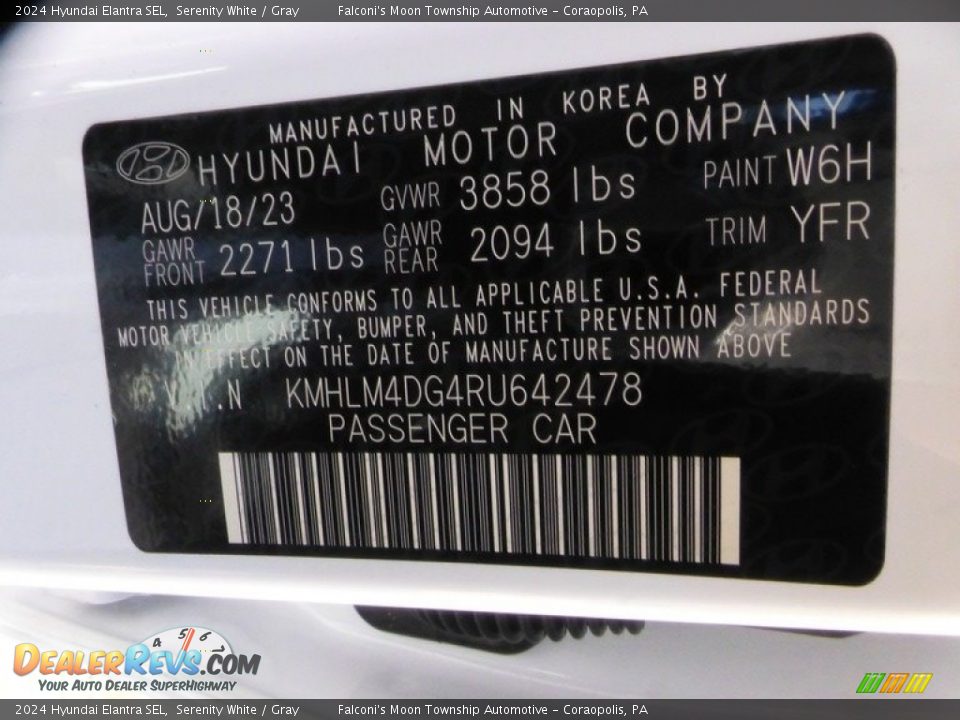 2024 Hyundai Elantra SEL, Serenity White / Gray Falconi's Moon Township Automotive - Coraopolis, PA
MANUFACTURED IN KOREA BY
HYUNDAI MOTOR COMPANY
AUG/18/23 GVWR 3858 lbs PAINT W6H
GAWR FRONT 2271 lbs GAWR REAR 2094 lbs TRIM YFR
THIS VEHICLE CONFORMS TO ALL APPLICABLE U.S.A. FEDERAL
MOTOR VEHICLE SAFETY, BUMPER, AND THEFT PREVENTION STANDARDS
IN EFFECT ON THE DATE OF MANUFACTURE SHOWN ABOVE
V.I.N KMHLM4DG4RU642478
PASSENGER CAR
4 5 6
DEALERREVS.COM
YOUR AUTO DEALER SUPERHIGHWAY
2024 Hyundai Elantra SEL, Serenity White / Gray Falconi's Moon Township Automotive - Coraopolis, PA